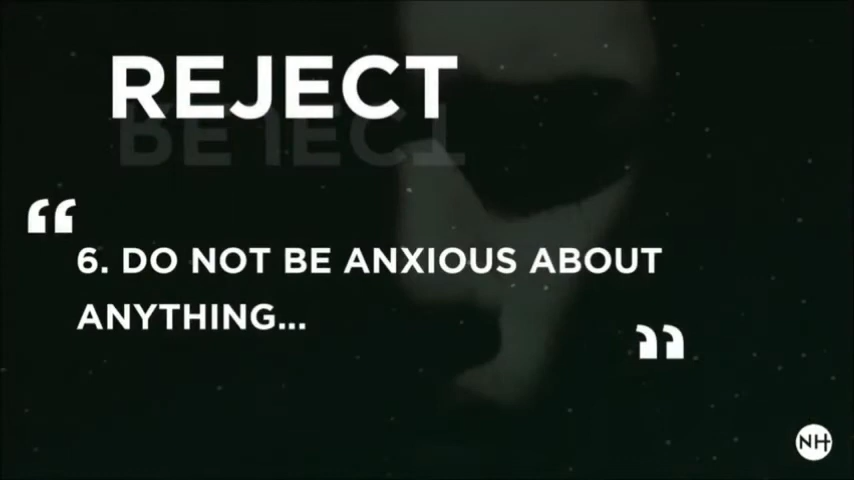 REJECT
“
6. DO NOT BE ANXIOUS ABOUT
ANYTHING...
”
NH